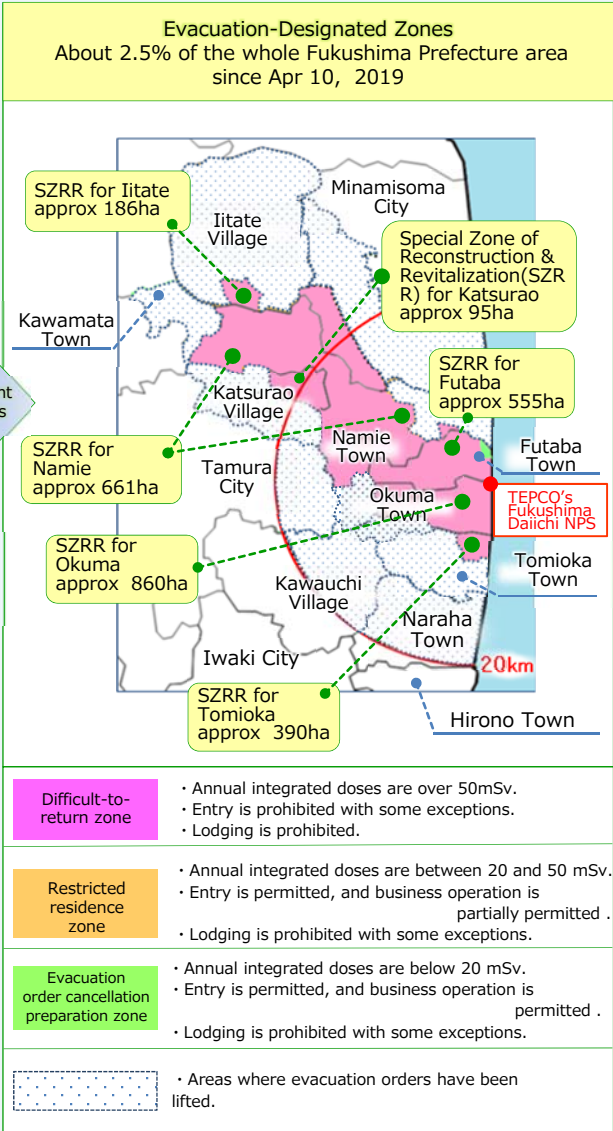 Evacuation-Designated Zones
About 2.5% of the whole Fukushima Prefecture area
since Apr 10, 2019
SZRR for Iitate
approx 186ha
Minamisoma
City
Iitate
Village
Special Zone of
Reconstruction &
Revitalization(SZR
R) for Katsurao
approx 95ha
Kawamata
Town
SZRR for
Futaba
approx 555ha
Katsurao
Village
SZRR for
Namie
approx 661ha
Namie
Town
Futaba
Town
Tamura
City
Okuma
Town
TEPCO's
Fukushima
Daiichi NPS
SZRR for
Okuma
approx 860ha
Tomioka
Town
Kawauchi
Village
Naraha
Town
Iwaki City
20km
SZRR for
Tomioka
approx 390ha
Hirono Town
Difficult-to-
return zone
・Annual integrated doses are over 50mSv.
・Entry is prohibited with some exceptions.
・Lodging is prohibited.
Restricted
residence
zone
・Annual integrated doses are between 20 and 50 mSv.
・Entry is permitted, and business operation is
partially permitted .
・Lodging is prohibited with some exceptions.
Evacuation
order cancellation
preparation zone
・Annual integrated doses are below 20 mSv.
・Entry is permitted, and business operation is
permitted .
・Lodging is prohibited with some exceptions.
・Areas where evacuation orders have been
lifted.